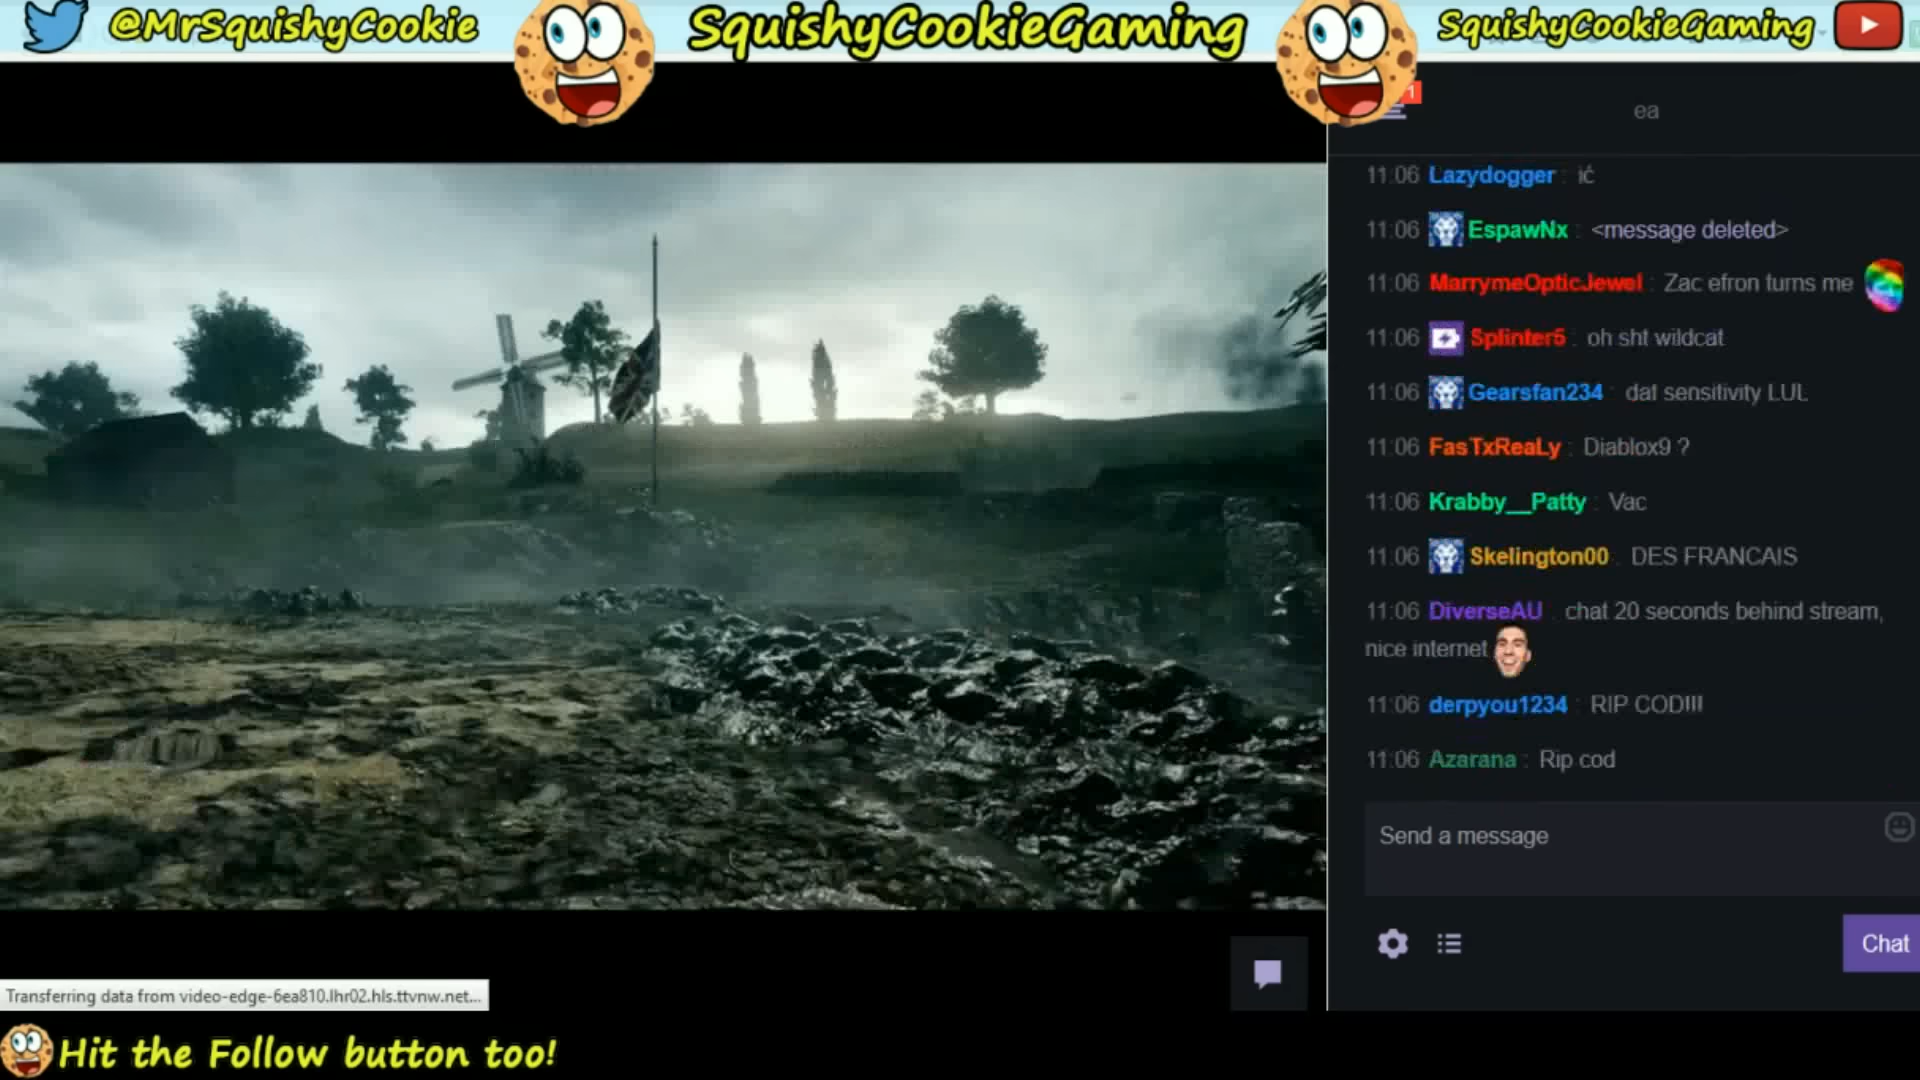 @MrSquishyCookie
SquishyCookieGaming
SquishyCookieGaming
1
ea
11:06 Lazydogger : ić
11:06 EspawNx : <message deleted>
11:06 MarrymeOpticJewel : Zac efron turns me
11:06 Splinter5 : oh sht wildcat
11:06 Gearsfan234 : dat sensitivity LUL
11:06 FasTxReaLy : Diablox9 ?
11:06 Krabby__Patty : Vac
11:06 Skelington00 : DES FRANCAIS
11:06 DiverseAU : chat 20 seconds behind stream,
nice internet
11:06 derpyou1234 : RIP COD!!!
11:06 Azarana : Rip cod
Send a message
Chat
Transferring data from video-edge-6ea810.lhr02.hls.ttvnw.net...
Hit the Follow button too!